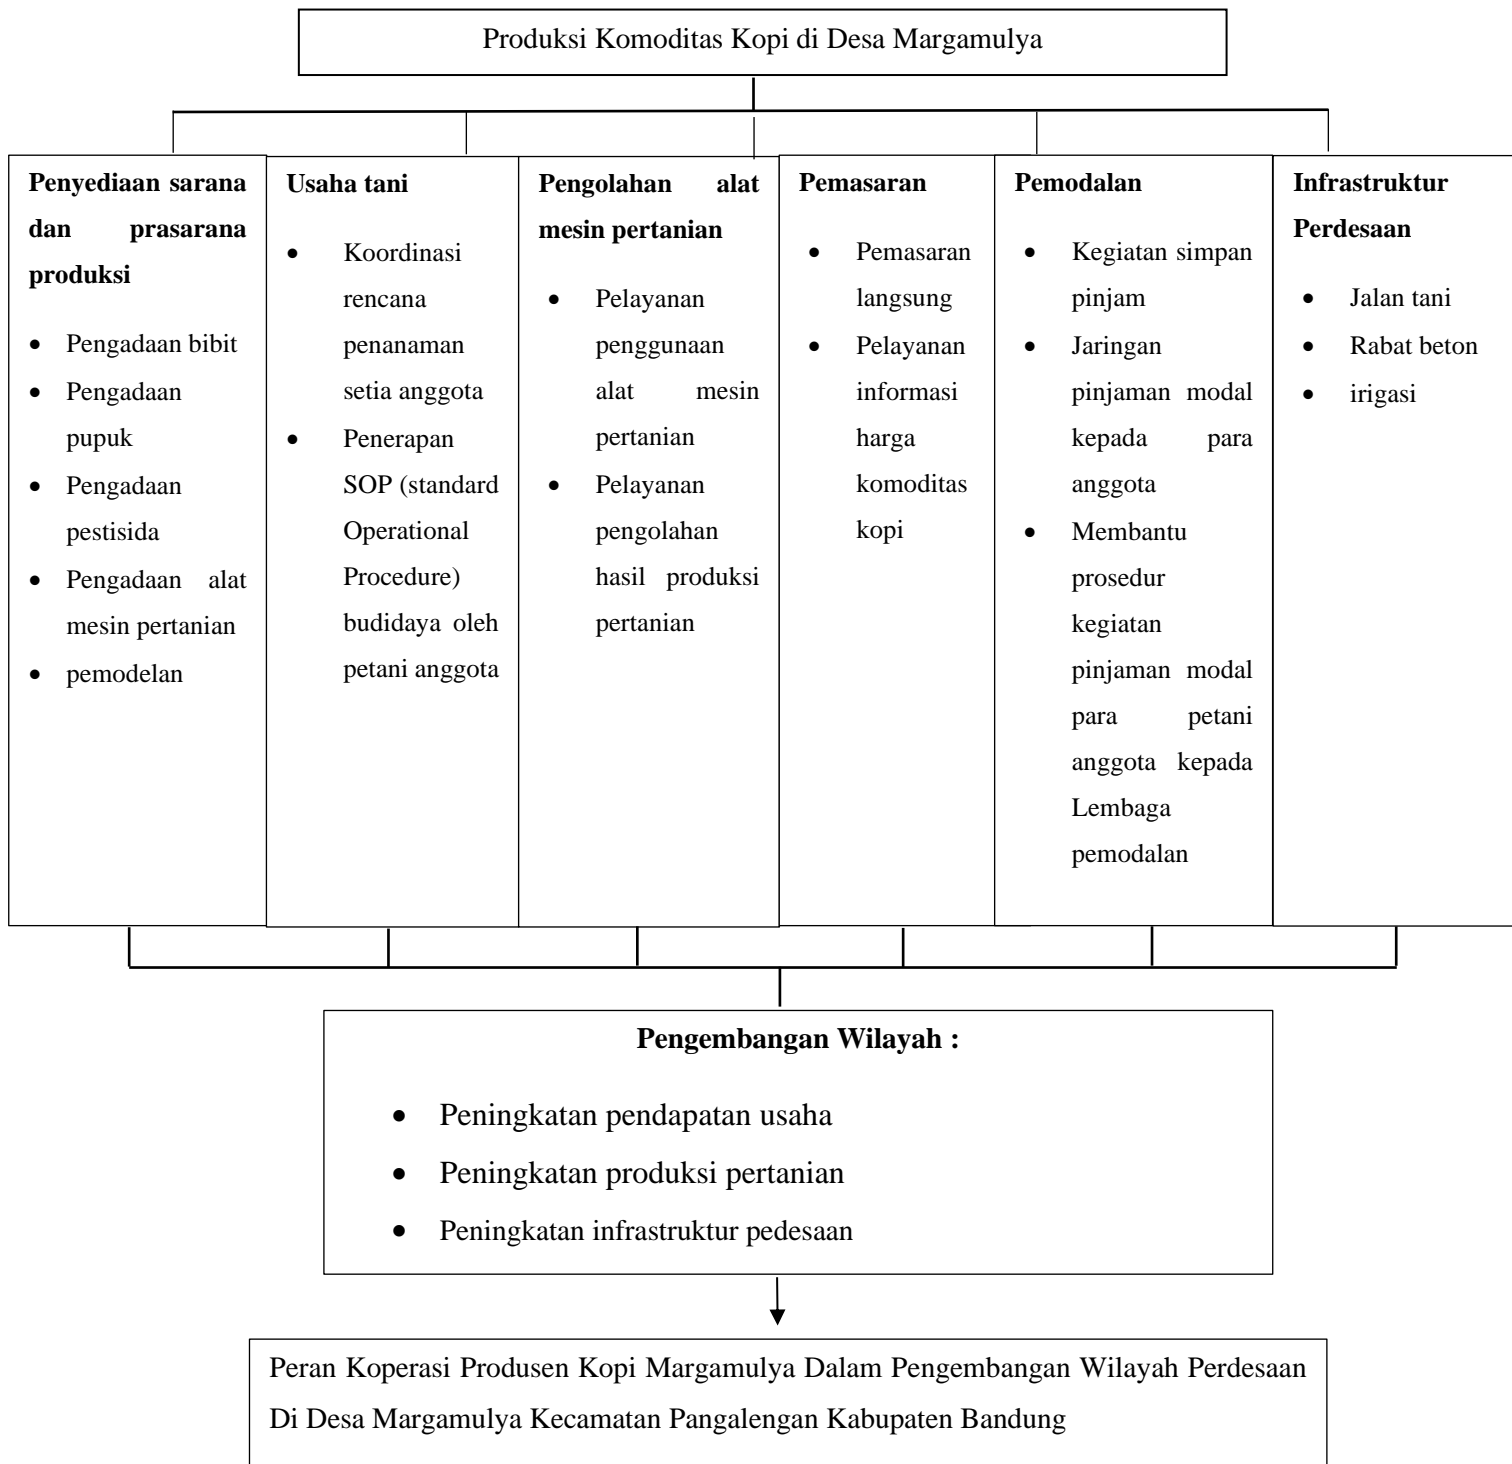 Produksi Komoditas Kopi di Desa Margamulya
Penyediaan sarana
dan prasarana
produksi
• Pengadaan bibit
• Pengadaan
pupuk
• Pengadaan
pestisida
• Pengadaan alat
mesin pertanian
• pemodelan
Usaha tani
• Koordinasi
rencana
penanaman
setia anggota
• Penerapan
SOP (standard
Operational
Procedure)
budidaya oleh
petani anggota
Pengolahan alat
mesin pertanian
• Pelayanan
penggunaan
alat mesin
pertanian
• Pelayanan
pengolahan
hasil produksi
pertanian
Pemasaran
• Pemasaran
langsung
• Pelayanan
informasi
harga
komoditas
kopi
Pemodalan
• Kegiatan simpan
pinjam
• Jaringan
pinjaman modal
kepada para
anggota
• Membantu
prosedur
kegiatan
pinjaman modal
para petani
anggota kepada
Lembaga
pemodalan
Infrastruktur
Perdesaan
• Jalan tani
• Rabat beton
• irigasi
Pengembangan Wilayah :
• Peningkatan pendapatan usaha
• Peningkatan produksi pertanian
• Peningkatan infrastruktur pedesaan
Peran Koperasi Produsen Kopi Margamulya Dalam Pengembangan Wilayah Perdesaan
Di Desa Margamulya Kecamatan Pangalengan Kabupaten Bandung